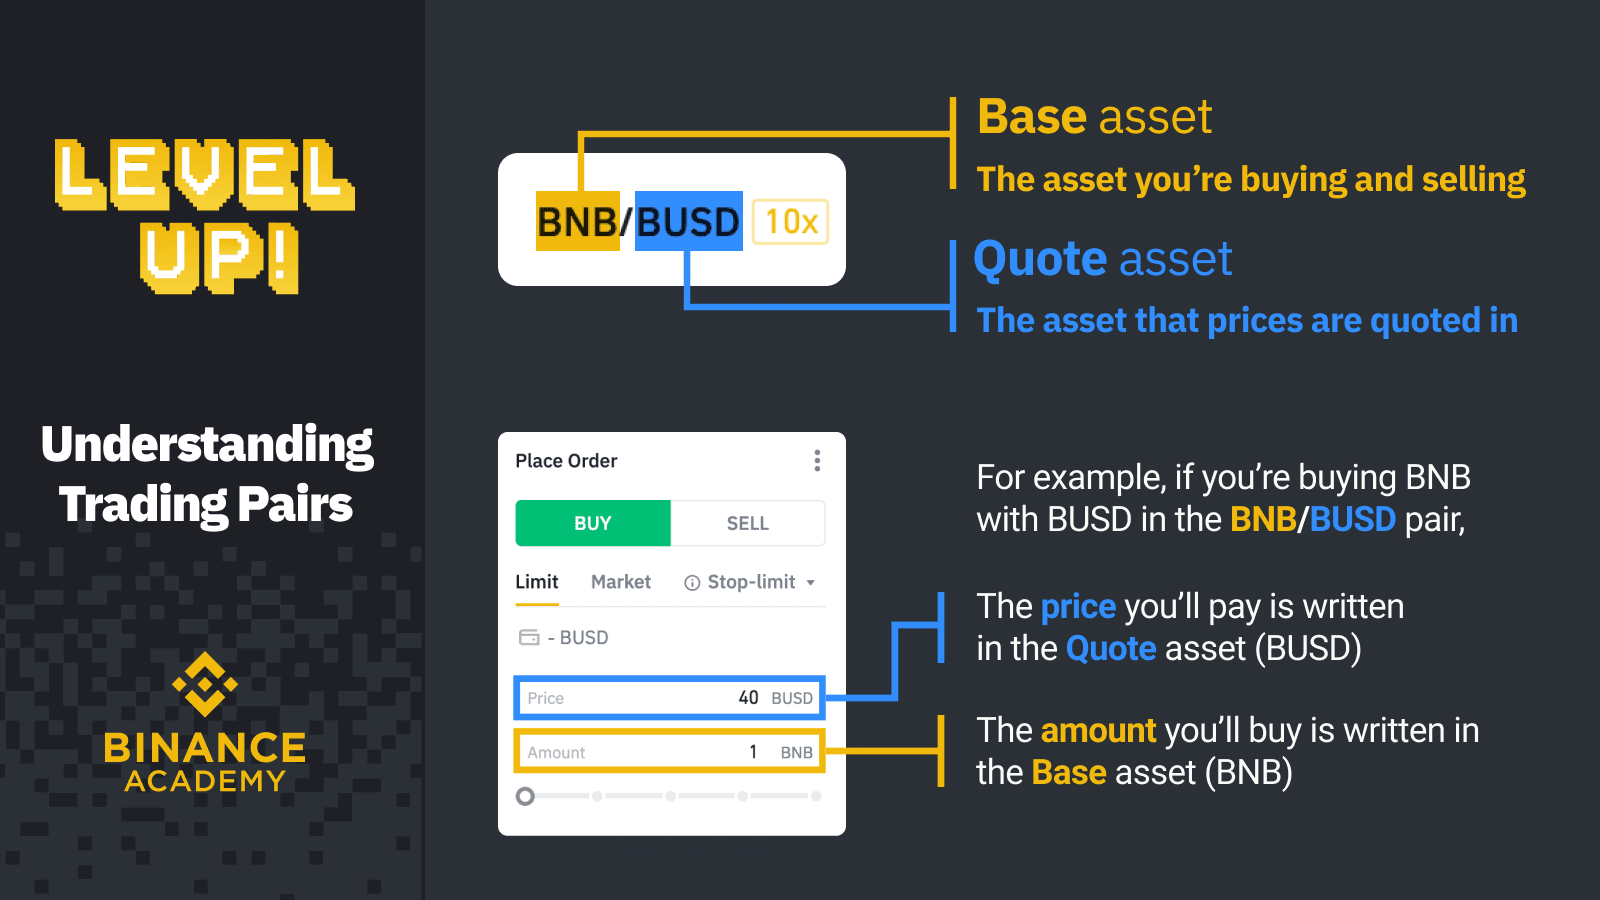 LEVEL
UP!
Understanding
Trading Pairs
BINANCE
ACADEMY
BNB/BUSD 10x
Base asset
The asset you’re buying and selling
Quote asset
The asset that prices are quoted in
Place Order
BUY SELL
Limit Market Stop-limit
- BUSD
Price 40 BUSD
Amount 1 BNB
For example, if you’re buying BNB
with BUSD in the BNB/BUSD pair,
The price you’ll pay is written
in the Quote asset (BUSD)
The amount you’ll buy is written in
the Base asset (BNB)